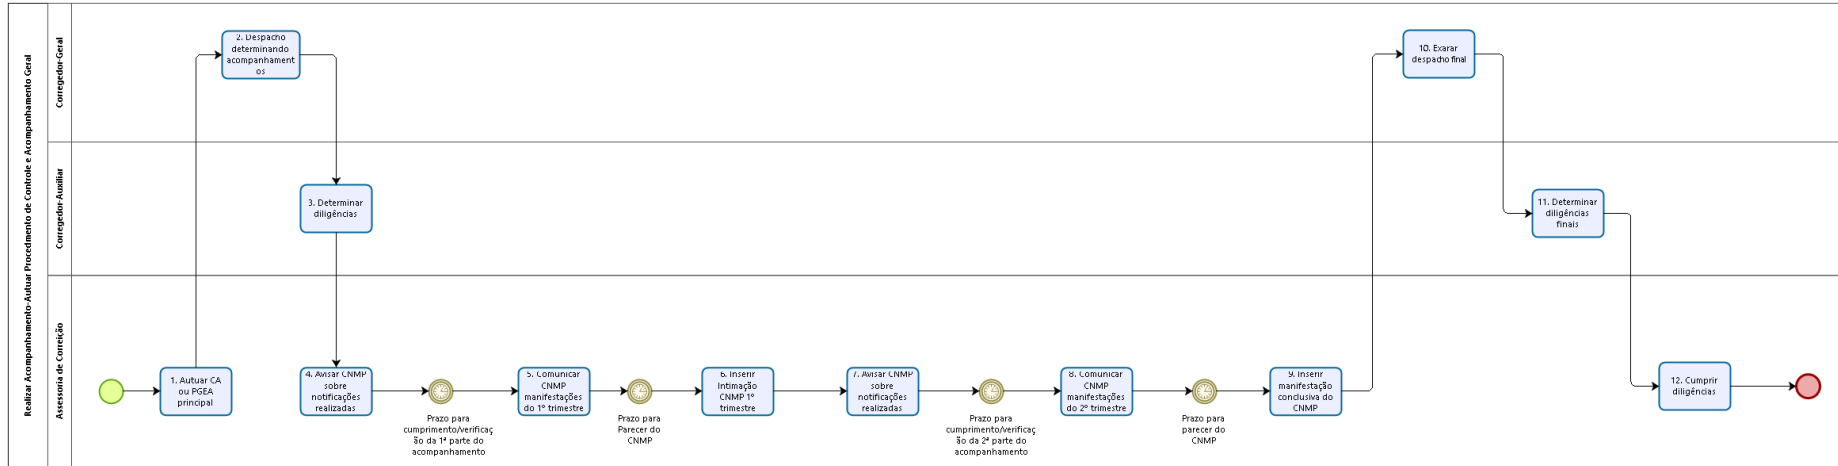 Realizar Acompanhamento-Autuar Procedimento de Controle e Acompanhamento Geral
Corregedor-Geral
2. Despacho
determinando
acompanhament
os
10. Exarar
despacho final
Corregedor-Auxiliar
3. Determinar
diligências
11. Determinar
diligências
finais
Assessoria de Correição
1. Autuar CA
ou PGEA
principal
4. Avisar CNMP
sobre
notificações
realizadas
Prazo para
cumprimento/verificaç
ão da 1ª parte do
acompanhamento
5. Comunicar
CNMP
manifestações
do 1º trimestre
Prazo para
Parecer do
CNMP
6. Inserir
Intimação
CNMP 1º
trimestre
7. Avisar CNMP
sobre
notificações
realizadas
Prazo para
cumprimento/verificaç
ão da 2ª parte do
acompanhamento
8. Comunicar
CNMP
manifestações
do 2º trimestre
Prazo para
parecer do
CNMP
9. Inserir
manifestação
conclusiva do
CNMP
12. Cumprir
diligências